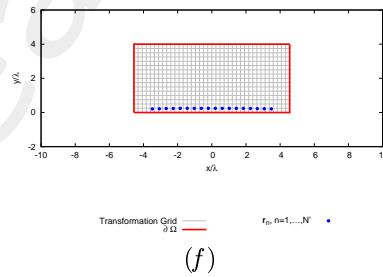 6
4
2
0
-2
y/λ
-10 -8 -6 -4 -2 0 2 4 6 8 1
x/λ
Transformation Grid
∂ Ω
r_n, n=1,...,N'
(f)